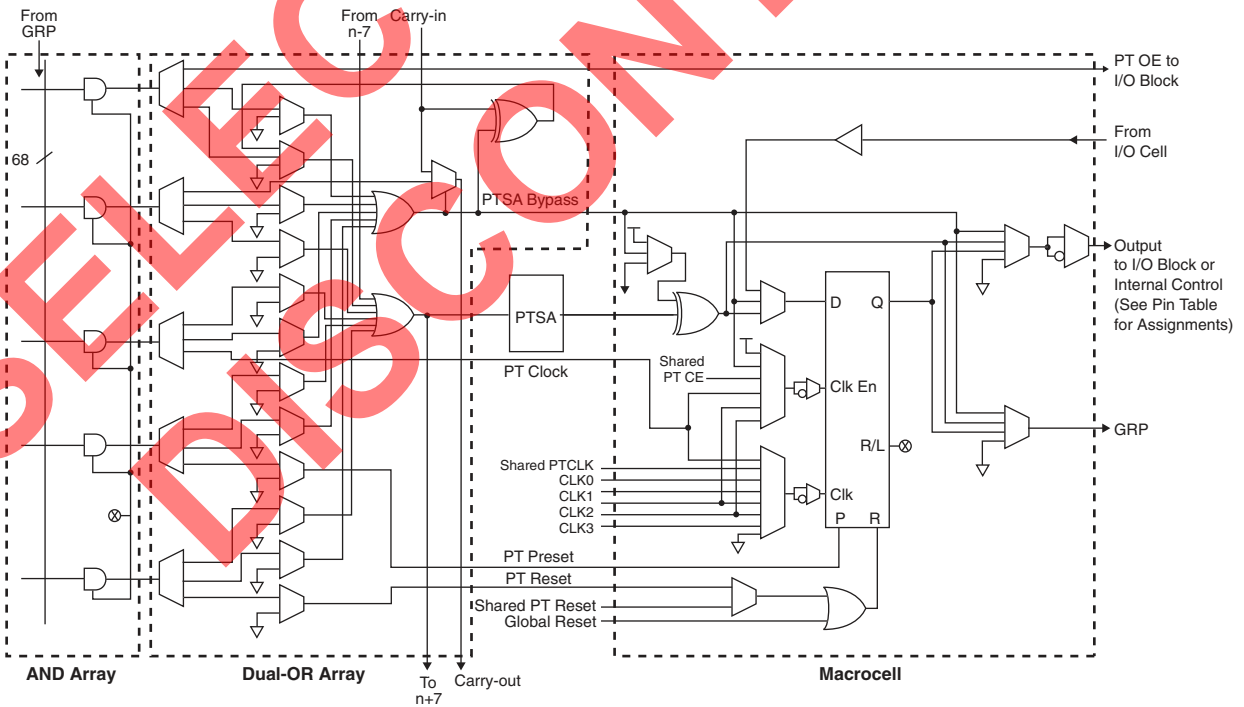 From
GRP
From
n-7
Carry-in
PT OE to
I/O Block
From
I/O Cell
68
PTSA Bypass
Output
to I/O Block or
Internal Control
(See Pin Table
for Assignments)
PTSA
D
Q
PT Clock
Shared
PT CE
Clk En
R/L
GRP
Shared PTCLK
CLK0
CLK1
CLK2
CLK3
Clk
P
R
PT Preset
PT Reset
Shared PT Reset
Global Reset
AND Array
Dual-OR Array
Macrocell
To
n+7
Carry-out